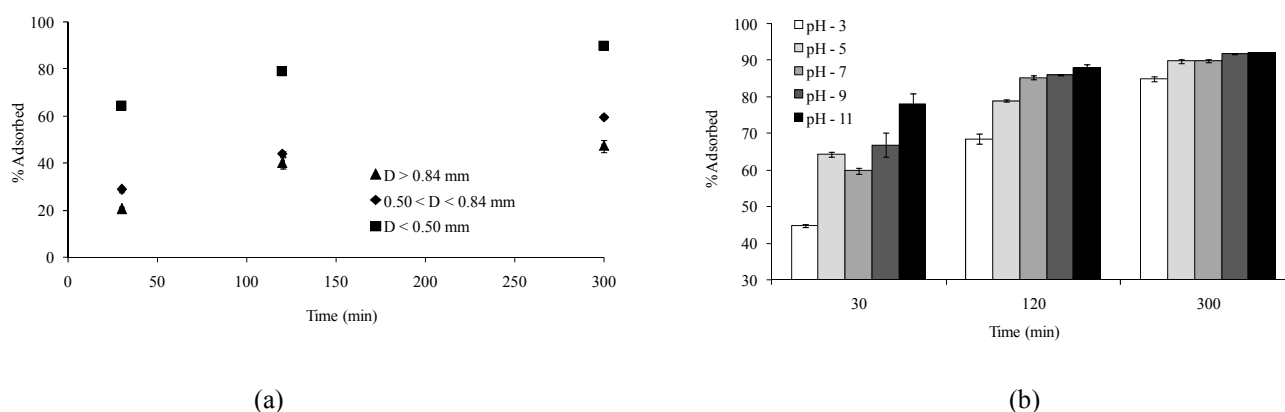 100
80
60
40
20
0
% Adsorbed
0 50 100 150 200 250 300
Time (min)
D > 0.84 mm
0.50 < D < 0.84 mm
D < 0.50 mm
(a)
100
90
80
70
60
50
40
30
% Adsorbed
pH - 3
pH - 5
pH - 7
pH - 9
pH - 11
30 120 300
Time (min)
(b)